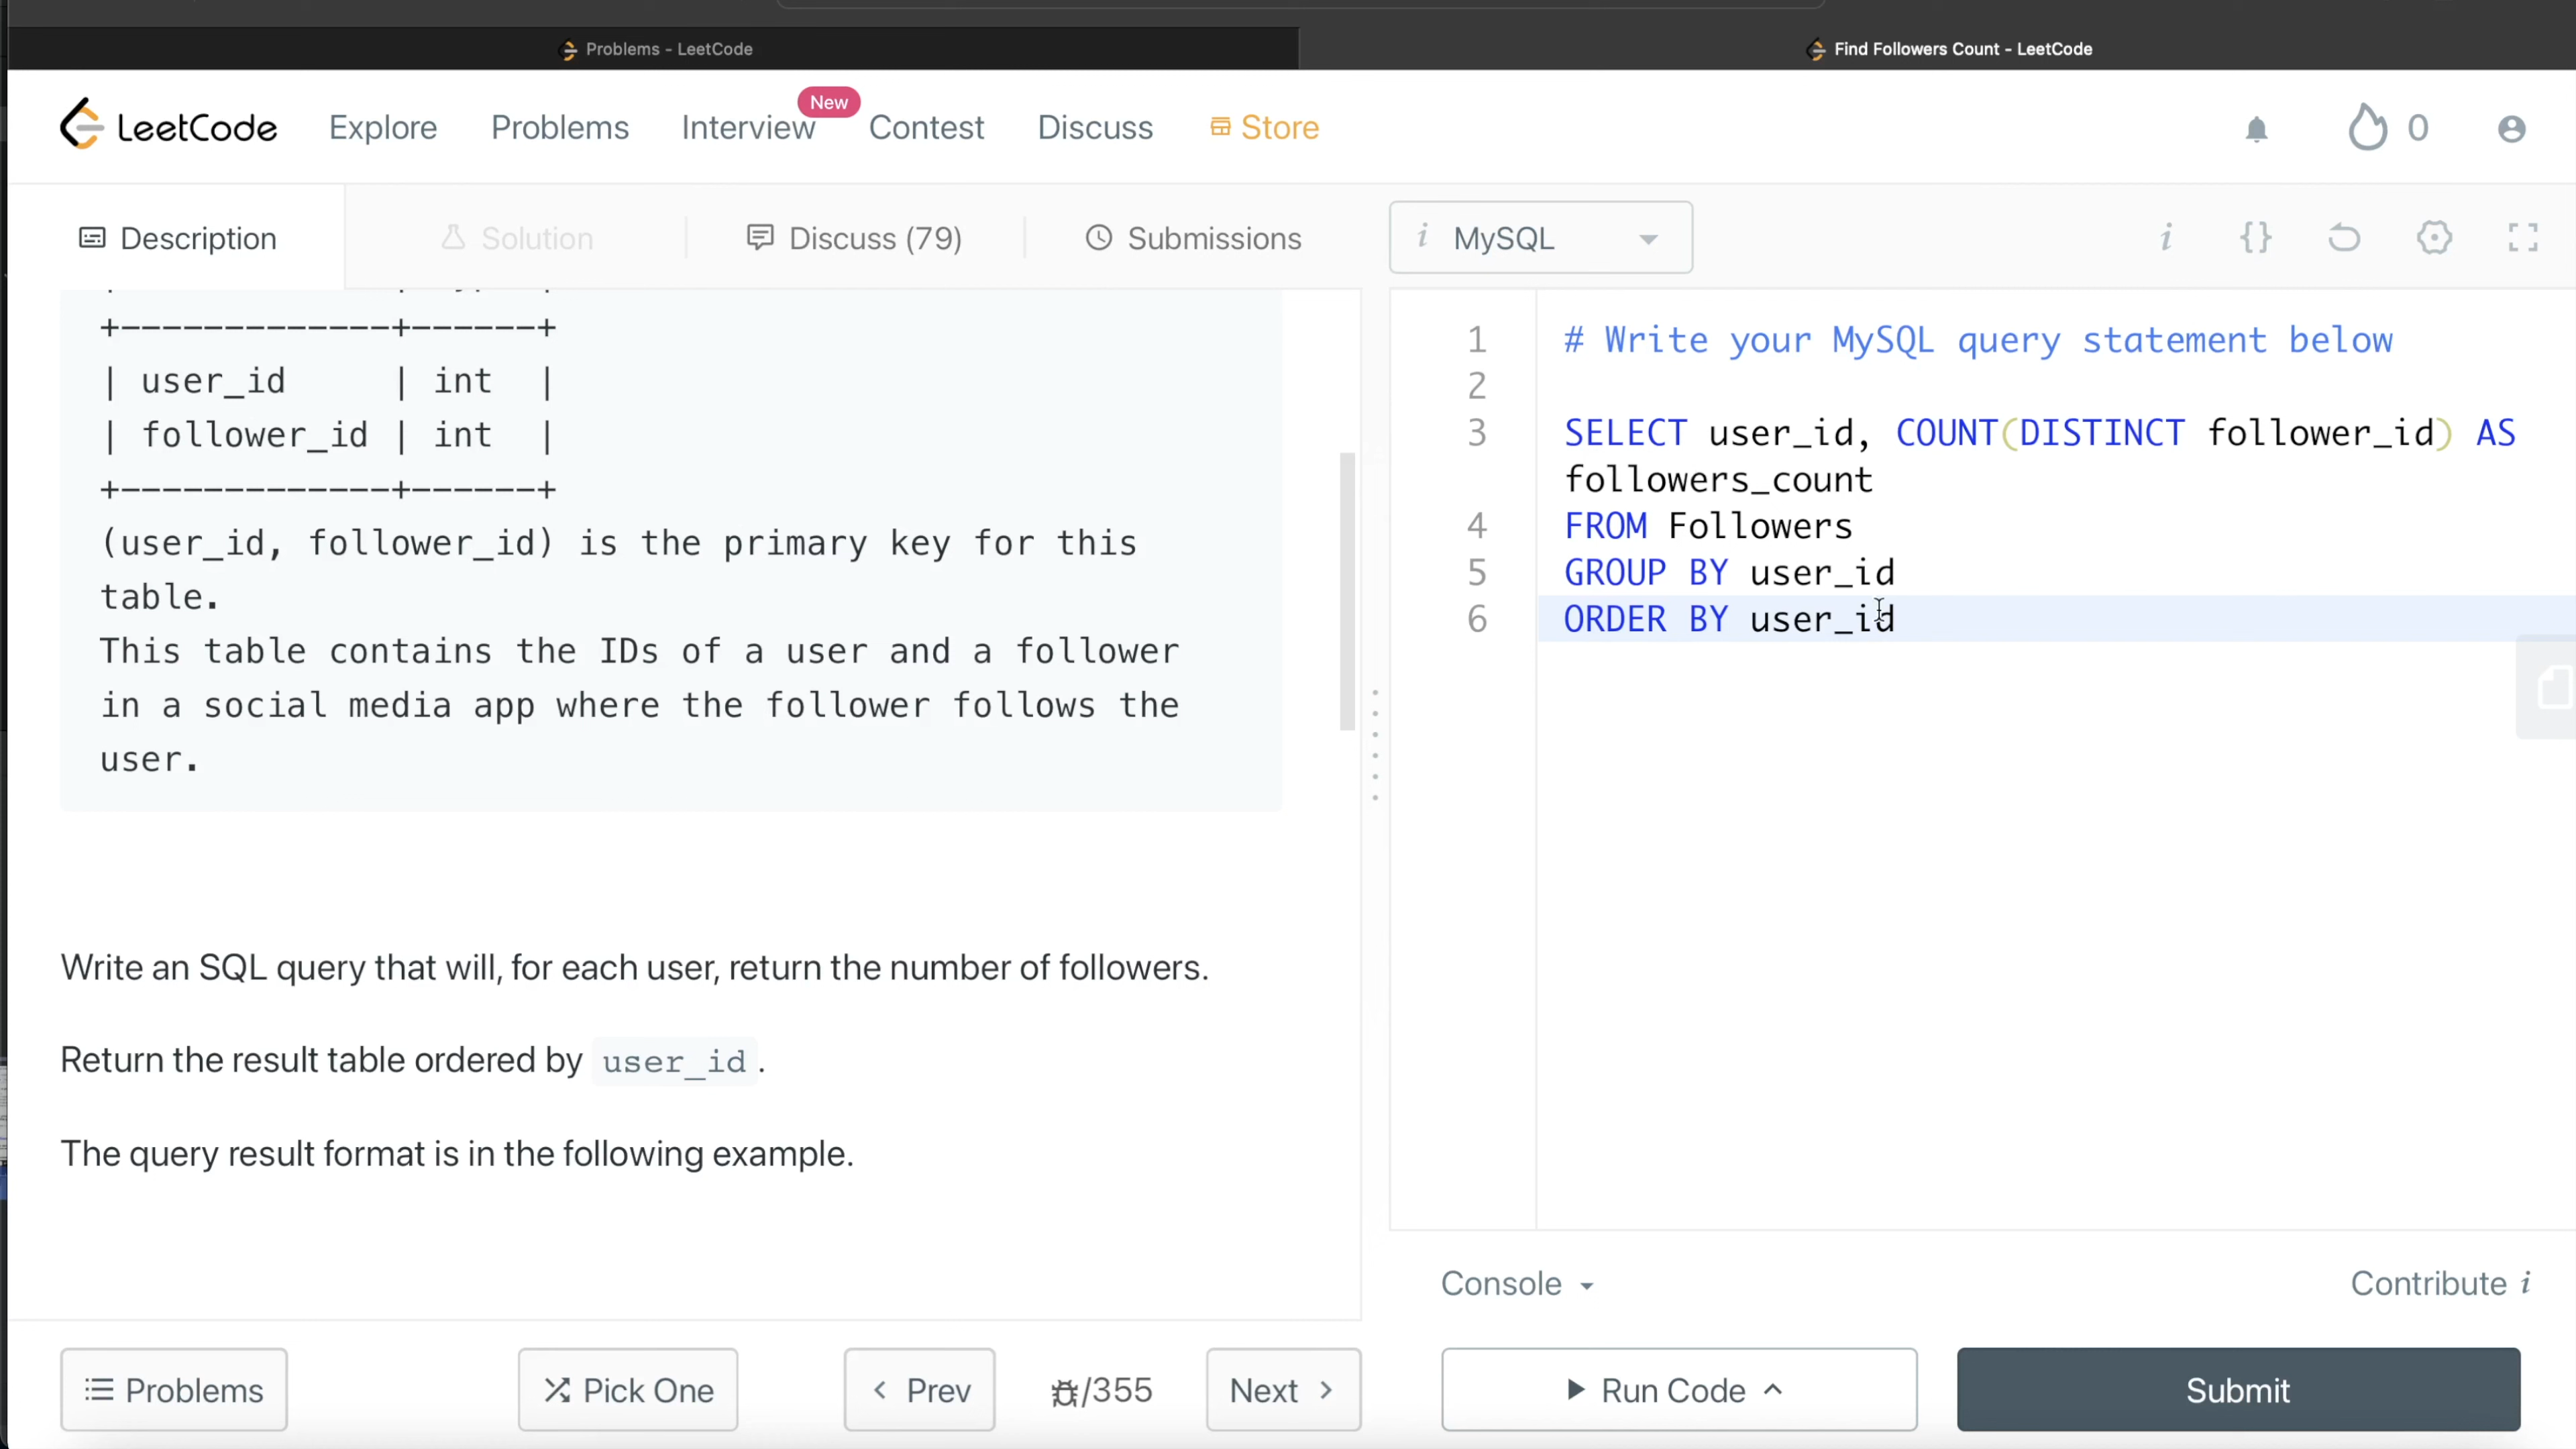 Problems - LeetCode
Find Followers Count - LeetCode
LeetCode
Explore
Problems
Interview
New
Contest
Discuss
Store
0
Description
Solution
Discuss (79)
Submissions
i MySQL
i {}
+-------------+------+
| user_id | int |
| follower_id | int |
+-------------+------+
(user_id, follower_id) is the primary key for this
table.
This table contains the IDs of a user and a follower
in a social media app where the follower follows the
user.
Write an SQL query that will, for each user, return the number of followers.
Return the result table ordered by user_id .
The query result format is in the following example.
1 # Write your MySQL query statement below
2
3 SELECT user_id, COUNT(DISTINCT follower_id) AS
followers_count
4 FROM Followers
5 GROUP BY user_id
6 ORDER BY user_id
Console
Contribute i
Problems
Pick One
Prev
/355
Next
Run Code
Submit